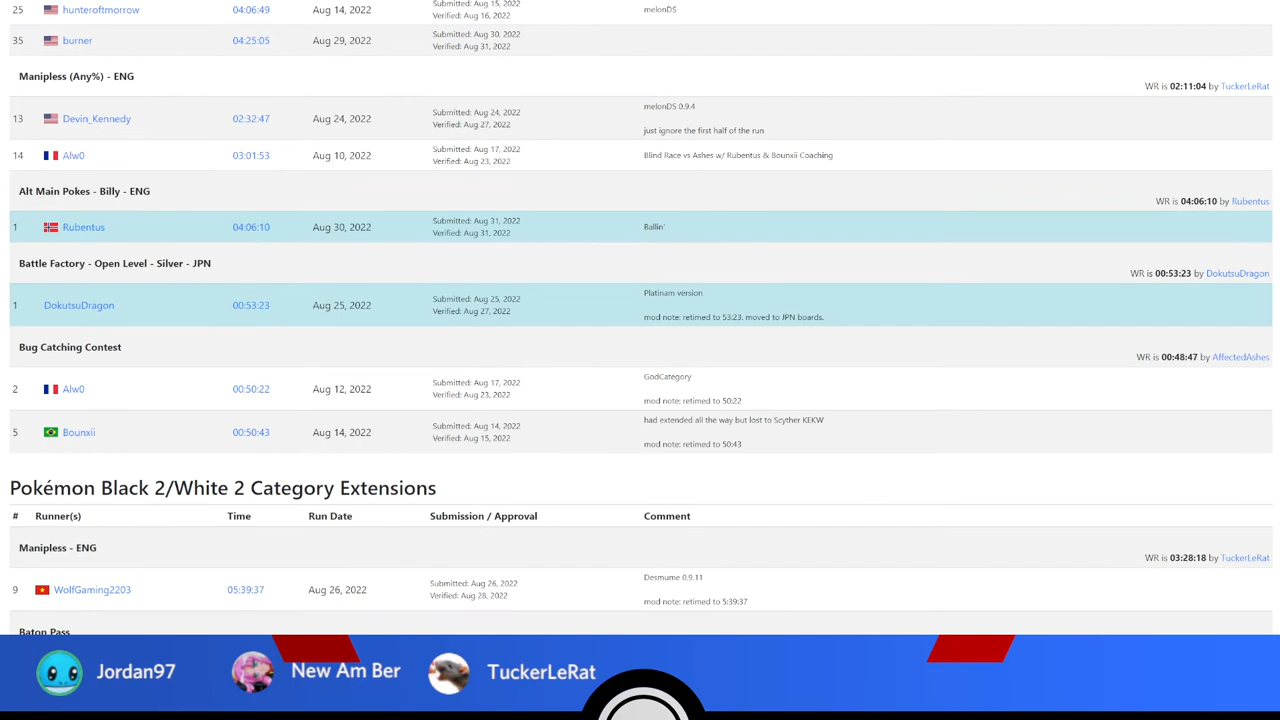 25 hunteroftmorrow 04:06:49 Aug 14, 2022 Submitted: Aug 15, 2022 melonDS
Verified: Aug 16, 2022
35 burner 04:25:05 Aug 29, 2022 Submitted: Aug 30, 2022
Verified: Aug 31, 2022
Manipless (Any%) - ENG
WR is 02:11:04 by TuckerLeRat
13 Devin_Kennedy 02:32:47 Aug 24, 2022 Submitted: Aug 24, 2022 melonDS 0.9.4
Verified: Aug 27, 2022 just ignore the first half of the run
14 Alw0 03:01:53 Aug 10, 2022 Submitted: Aug 17, 2022 Blind Race vs Ashes w/ Rubentus & Bounxii Coaching
Verified: Aug 23, 2022
Alt Main Pokes - Billy - ENG
WR is 04:06:10 by Rubentus
1 Rubentus 04:06:10 Aug 30, 2022 Submitted: Aug 31, 2022 Ballin'
Verified: Aug 31, 2022
Battle Factory - Open Level - Silver - JPN
WR is 00:53:23 by DokutsuDragon
1 DokutsuDragon 00:53:23 Aug 25, 2022 Submitted: Aug 25, 2022 Platinam version
Verified: Aug 27, 2022 mod note: retimed to 53:23. moved to JPN boards.
Bug Catching Contest
WR is 00:48:47 by AffectedAshes
2 Alw0 00:50:22 Aug 12, 2022 Submitted: Aug 17, 2022 GodCategory
Verified: Aug 23, 2022 mod note: retimed to 50:22
5 Bounxii 00:50:43 Aug 14, 2022 Submitted: Aug 14, 2022 had extended all the way but lost to Scyther KEKW
Verified: Aug 15, 2022 mod note: retimed to 50:43
Pokémon Black 2/White 2 Category Extensions
# Runner(s) Time Run Date Submission / Approval Comment
Manipless - ENG
WR is 03:28:18 by TuckerLeRat
9 WolfGaming2203 05:39:37 Aug 26, 2022 Submitted: Aug 26, 2022 Desmume 0.9.11
Verified: Aug 28, 2022 mod note: retimed to 5:39:37
Baton Pass
Jordan97 New Am Ber TuckerLeRat